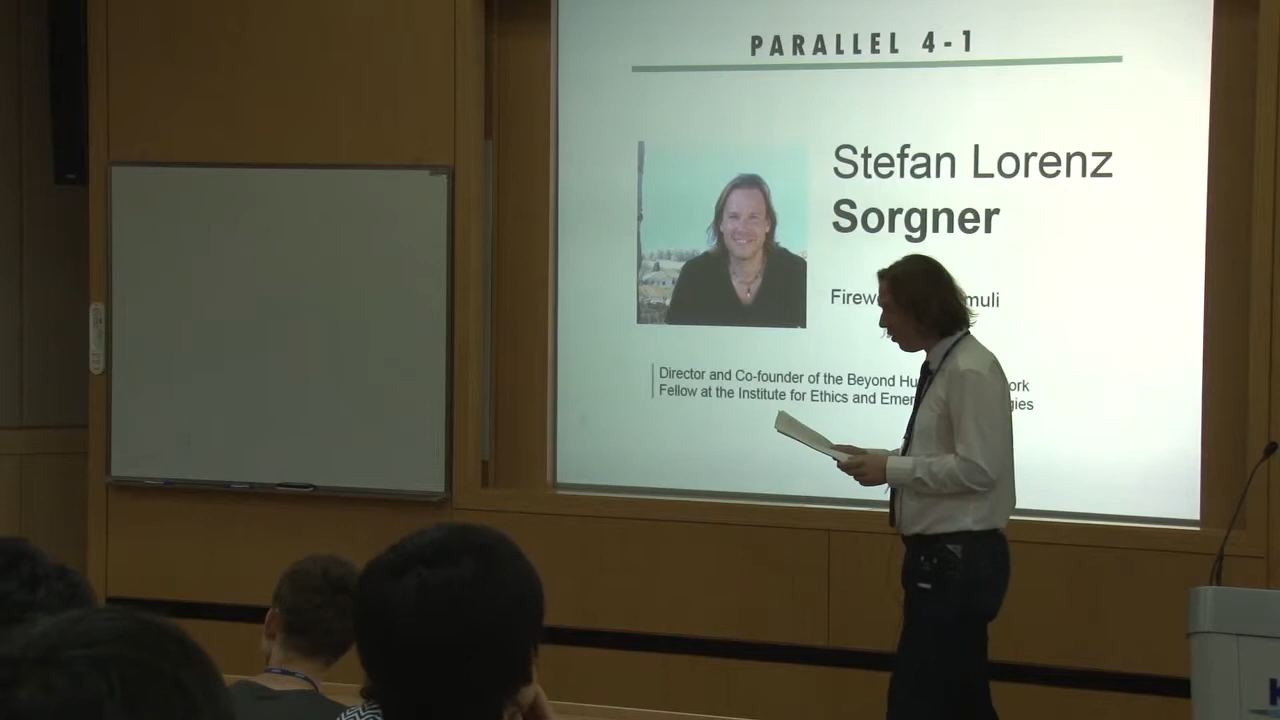 PARALLEL 4-1
Stefan Lorenz
Sorgner
Firew muli
Director and Co-founder of the Beyond Hu ork
Fellow at the Institute for Ethics and Emer gies